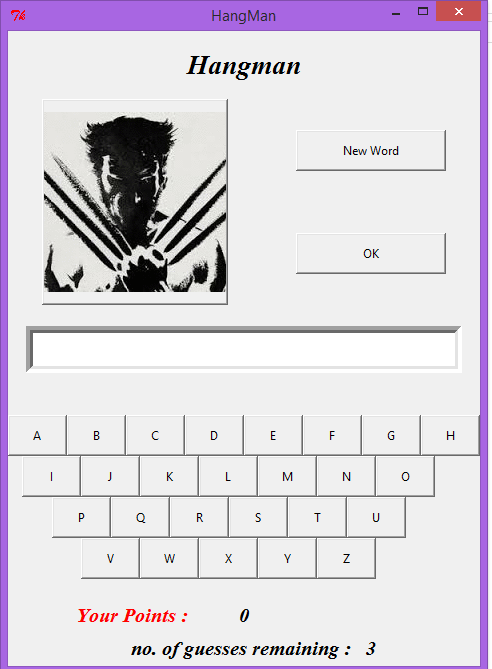 HangMan
Hangman
New Word
OK
A B C D E F G H
I J K L M N O
P Q R S T U
V W X Y Z
Your Points : 0
no. of guesses remaining : 3